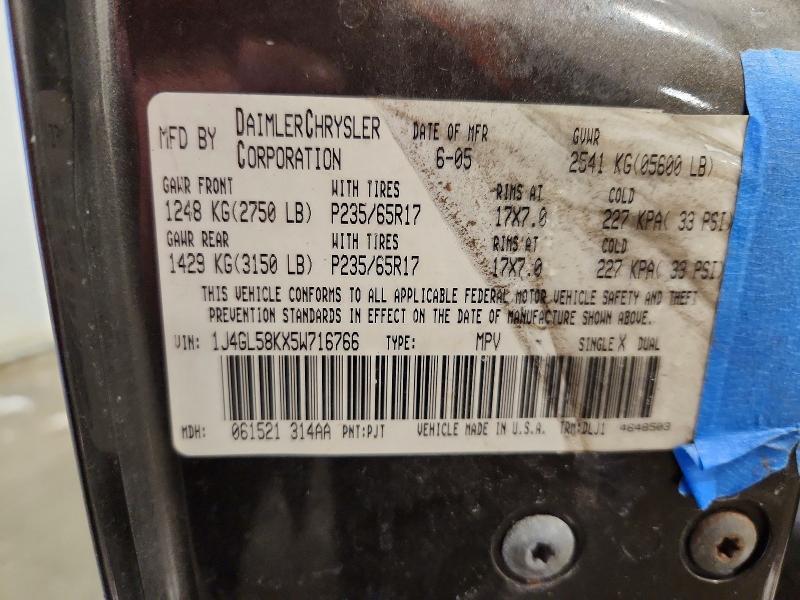 MFD BY DAIMLERCHRYSLER CORPORATION DATE OF MFR 6-05 GVWR 2541 KG(05600 LB)
GAWR FRONT WITH TIRES RIMS AT COLD
1248 KG(2750 LB) P235/65R17 17X7.0 227 KPA( 33 PSI)
GAWR REAR WITH TIRES RIMS AT COLD
1429 KG(3150 LB) P235/65R17 17X7.0 227 KPA( 33 PSI
THIS VEHICLE CONFORMS TO ALL APPLICABLE FEDERAL MOTOR VEHICLE SAFETY AND THEFT
PREVENTION STANDARDS IN EFFECT ON THE DATE OF MANUFACTURE SHOWN ABOVE.
VIN: 1J4GL58KX5W716766 TYPE: MPV SINGLE X DUAL
MDH: 061521 314AA PNT:PJT VEHICLE MADE IN U.S.A. TRM:DLJ1 4648503